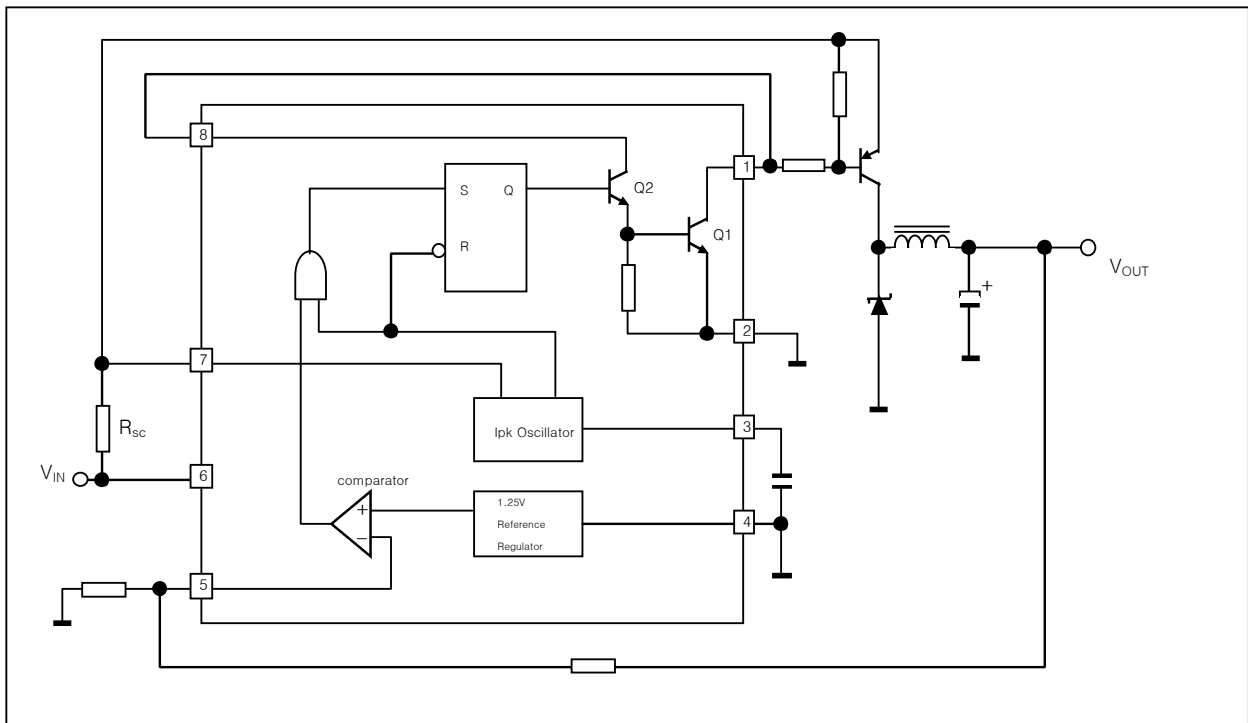 8
1
S Q
Q2
R
Q1
VOUT
+
2
7
Ipk Oscillator
3
RSC
VIN
6
comparator
+
−
1.25V
Reference
Regulator
4
5